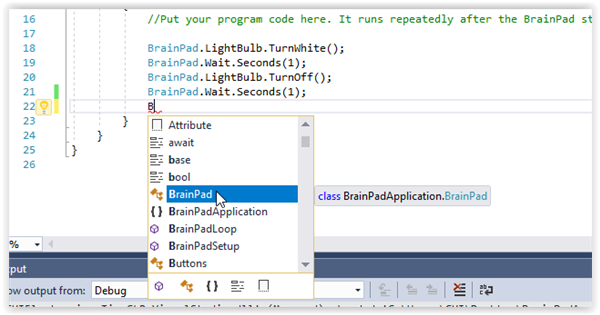 16 //Put your program code here. It runs repeatedly after the BrainPad st
17
18 BrainPad.LightBulb.TurnWhite();
19 BrainPad.Wait.Seconds(1);
20 BrainPad.LightBulb.TurnOff();
21 BrainPad.Wait.Seconds(1);
22 B
23 }
24 }
25 }
26
Attribute
await
base
bool
BrainPad class BrainPadApplication.BrainPad
{ } BrainPadApplication
BrainPadLoop
BrainPadSetup
Buttons
{ }
%
tput
ow output from: Debug